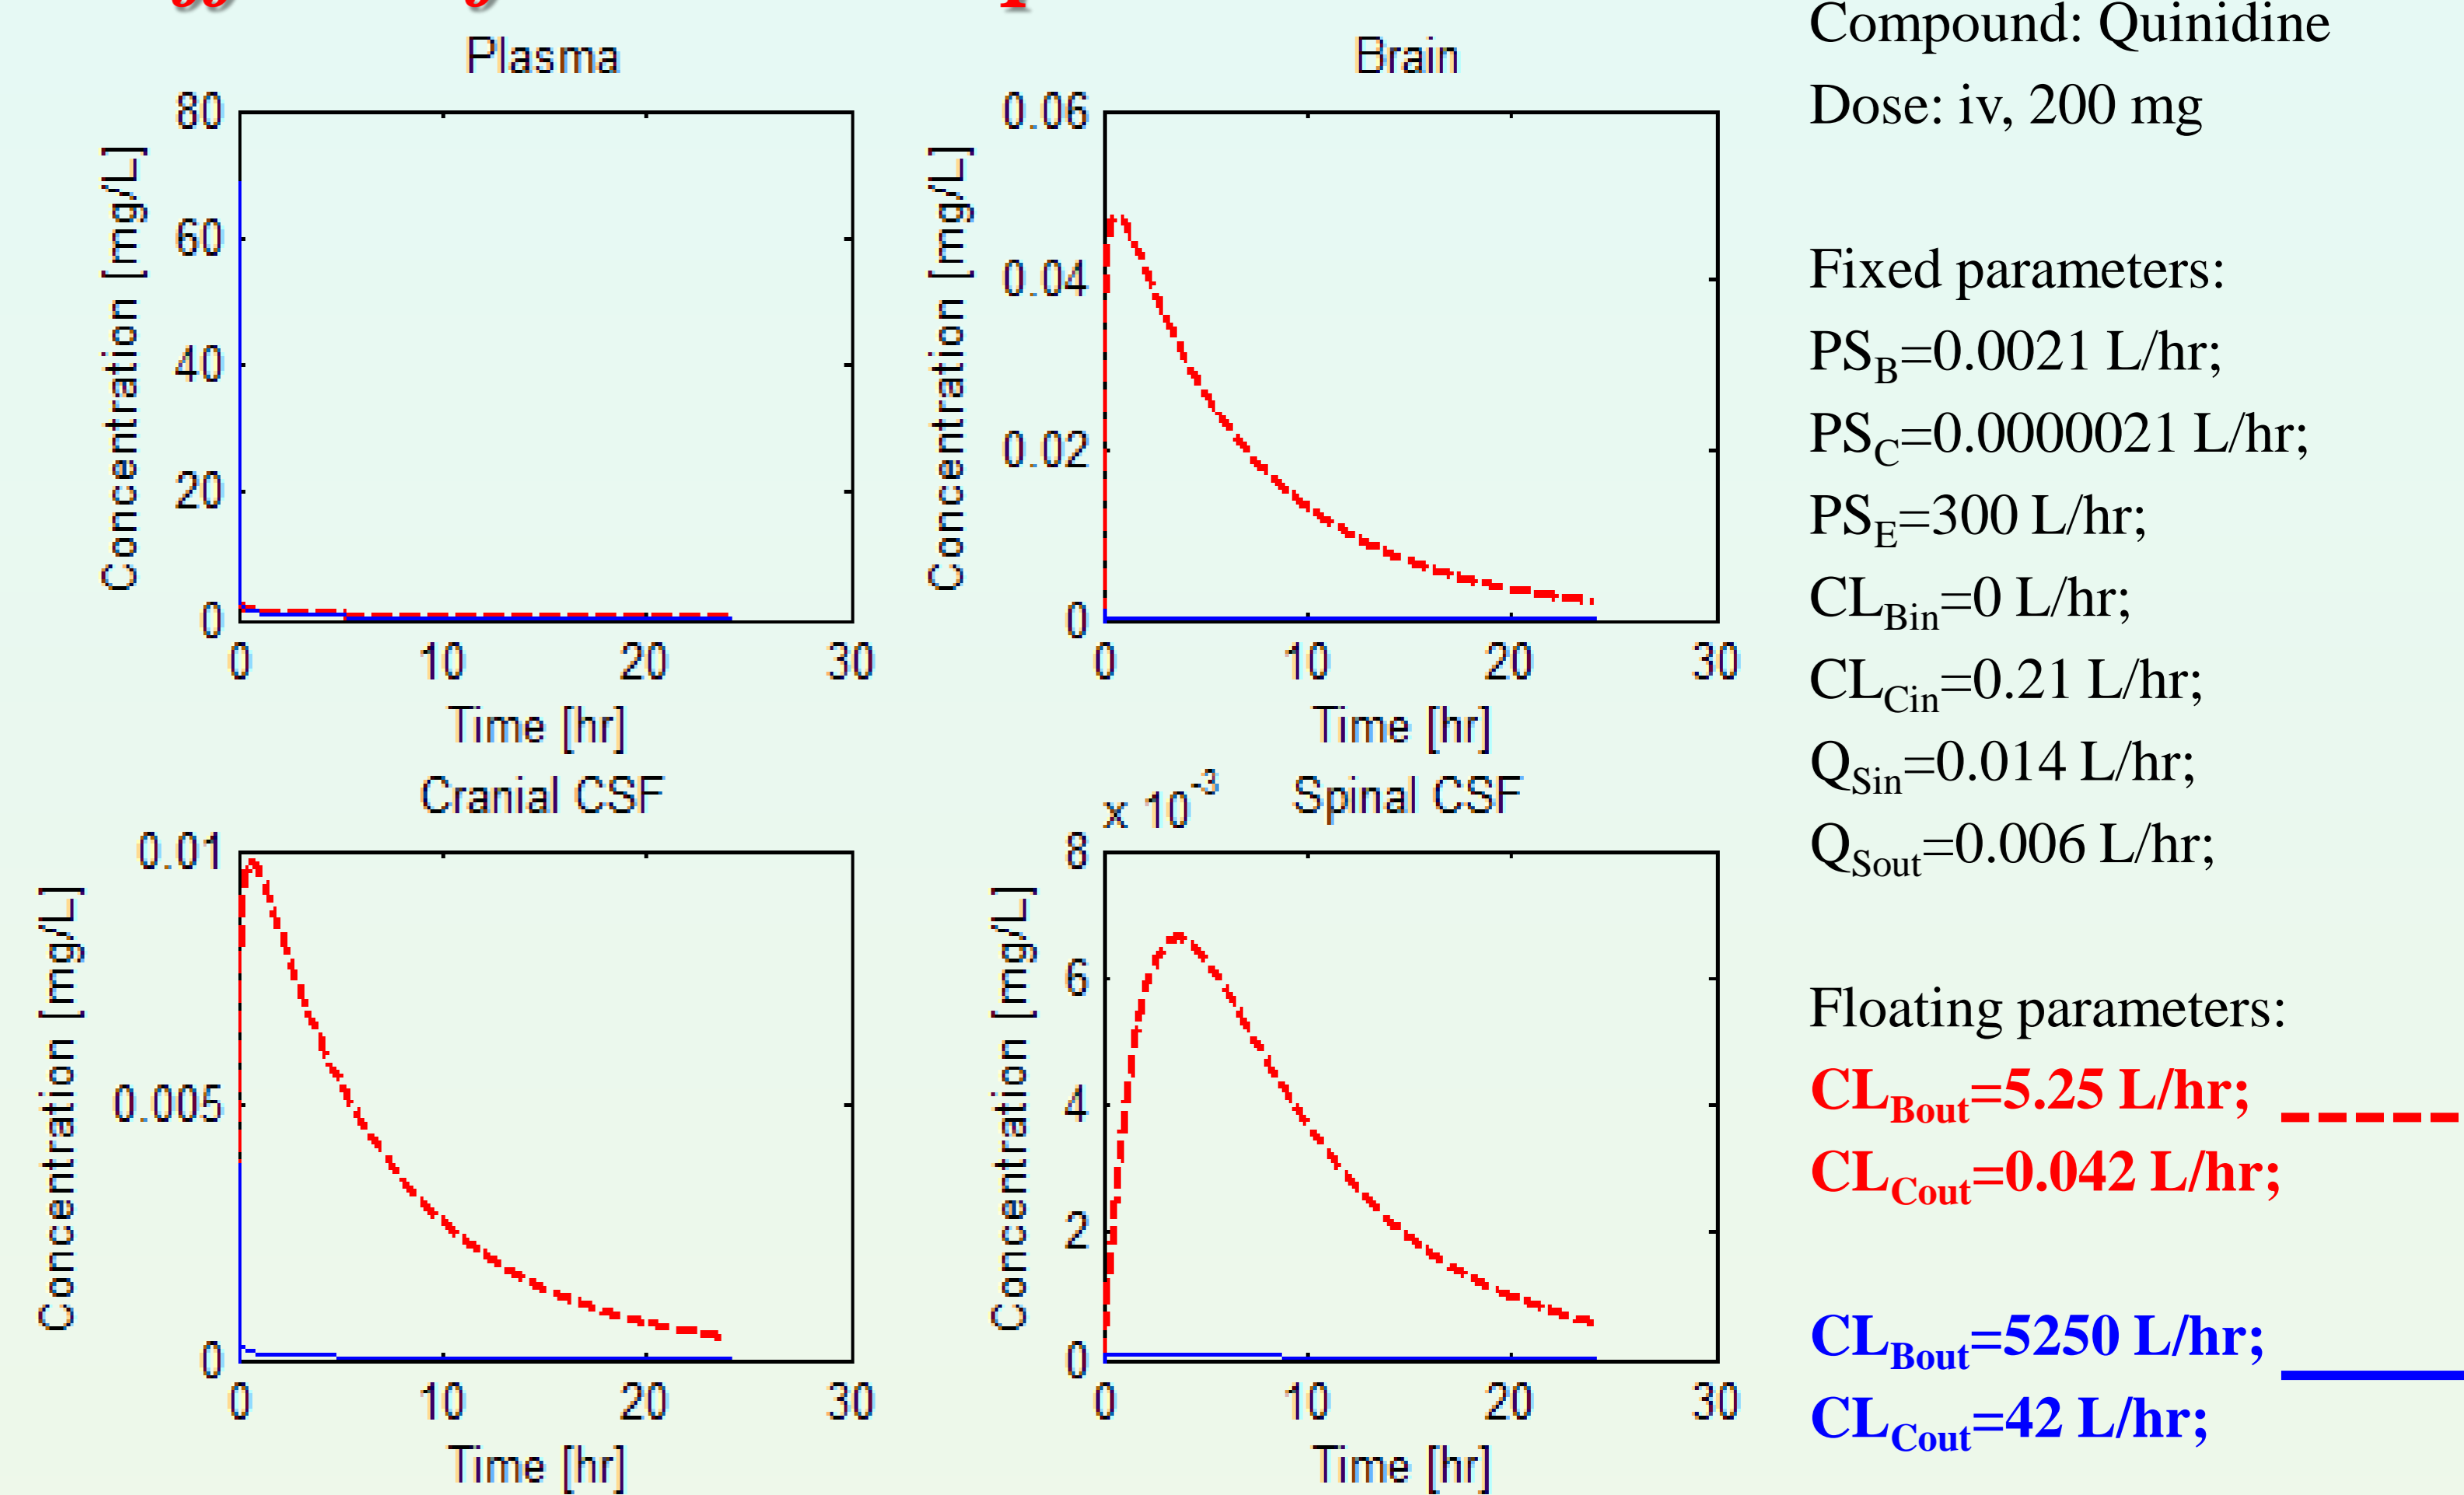 Plasma
80
60
40
20
0
0 10 20 30
Concentration [mg/L]
Time [hr]
Brain
0.06
0.04
0.02
0
0 10 20 30
Concentration [mg/L]
Time [hr]
Cranial CSF
0.01
0.005
0
0 10 20 30
Concentration [mg/L]
Time [hr]
x 10⁻³ Spinal CSF
8
6
4
2
0
0 10 20 30
Concentration [mg/L]
Time [hr]
Compound: Quinidine
Dose: iv, 200 mg
Fixed parameters:
PS_B=0.0021 L/hr;
PS_C=0.0000021 L/hr;
PS_E=300 L/hr;
CL_Bin=0 L/hr;
CL_Cin=0.21 L/hr;
Q_Sin=0.014 L/hr;
Q_Sout=0.006 L/hr;
Floating parameters:
CL_Bout=5.25 L/hr;
CL_Cout=0.042 L/hr;
CL_Bout=5250 L/hr;
CL_Cout=42 L/hr;